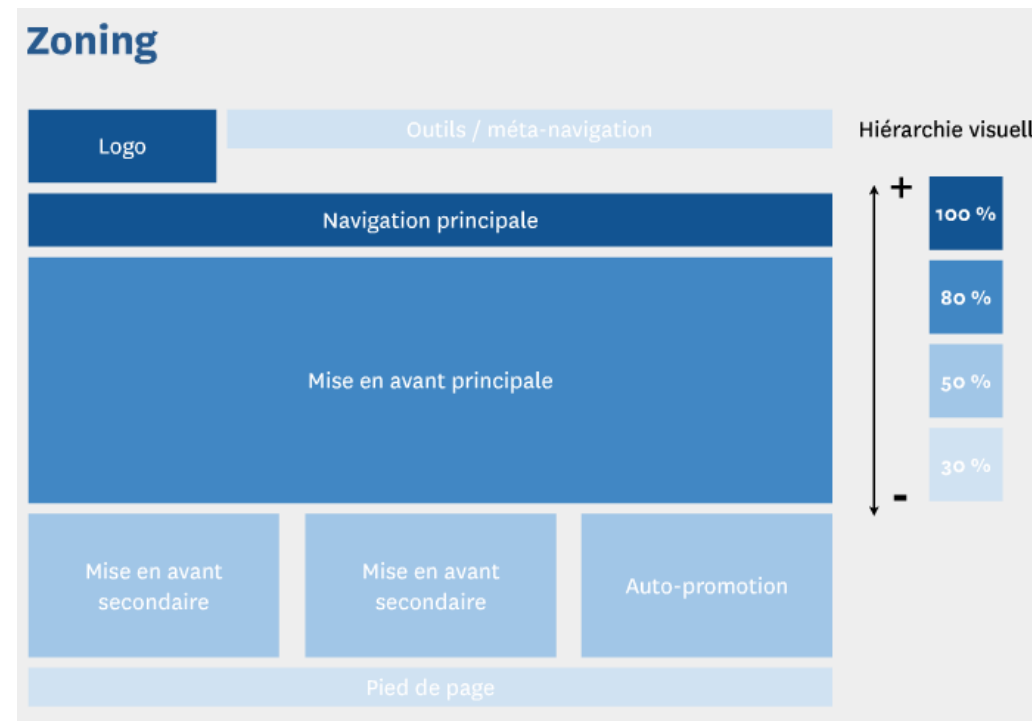 Zoning
Logo
Outils / méta-navigation
Hiérarchie visuell
Navigation principale
Mise en avant principale
+
100 %
80 %
50 %
30 %
-
Mise en avant
secondaire
Mise en avant
secondaire
Auto-promotion
Pied de page